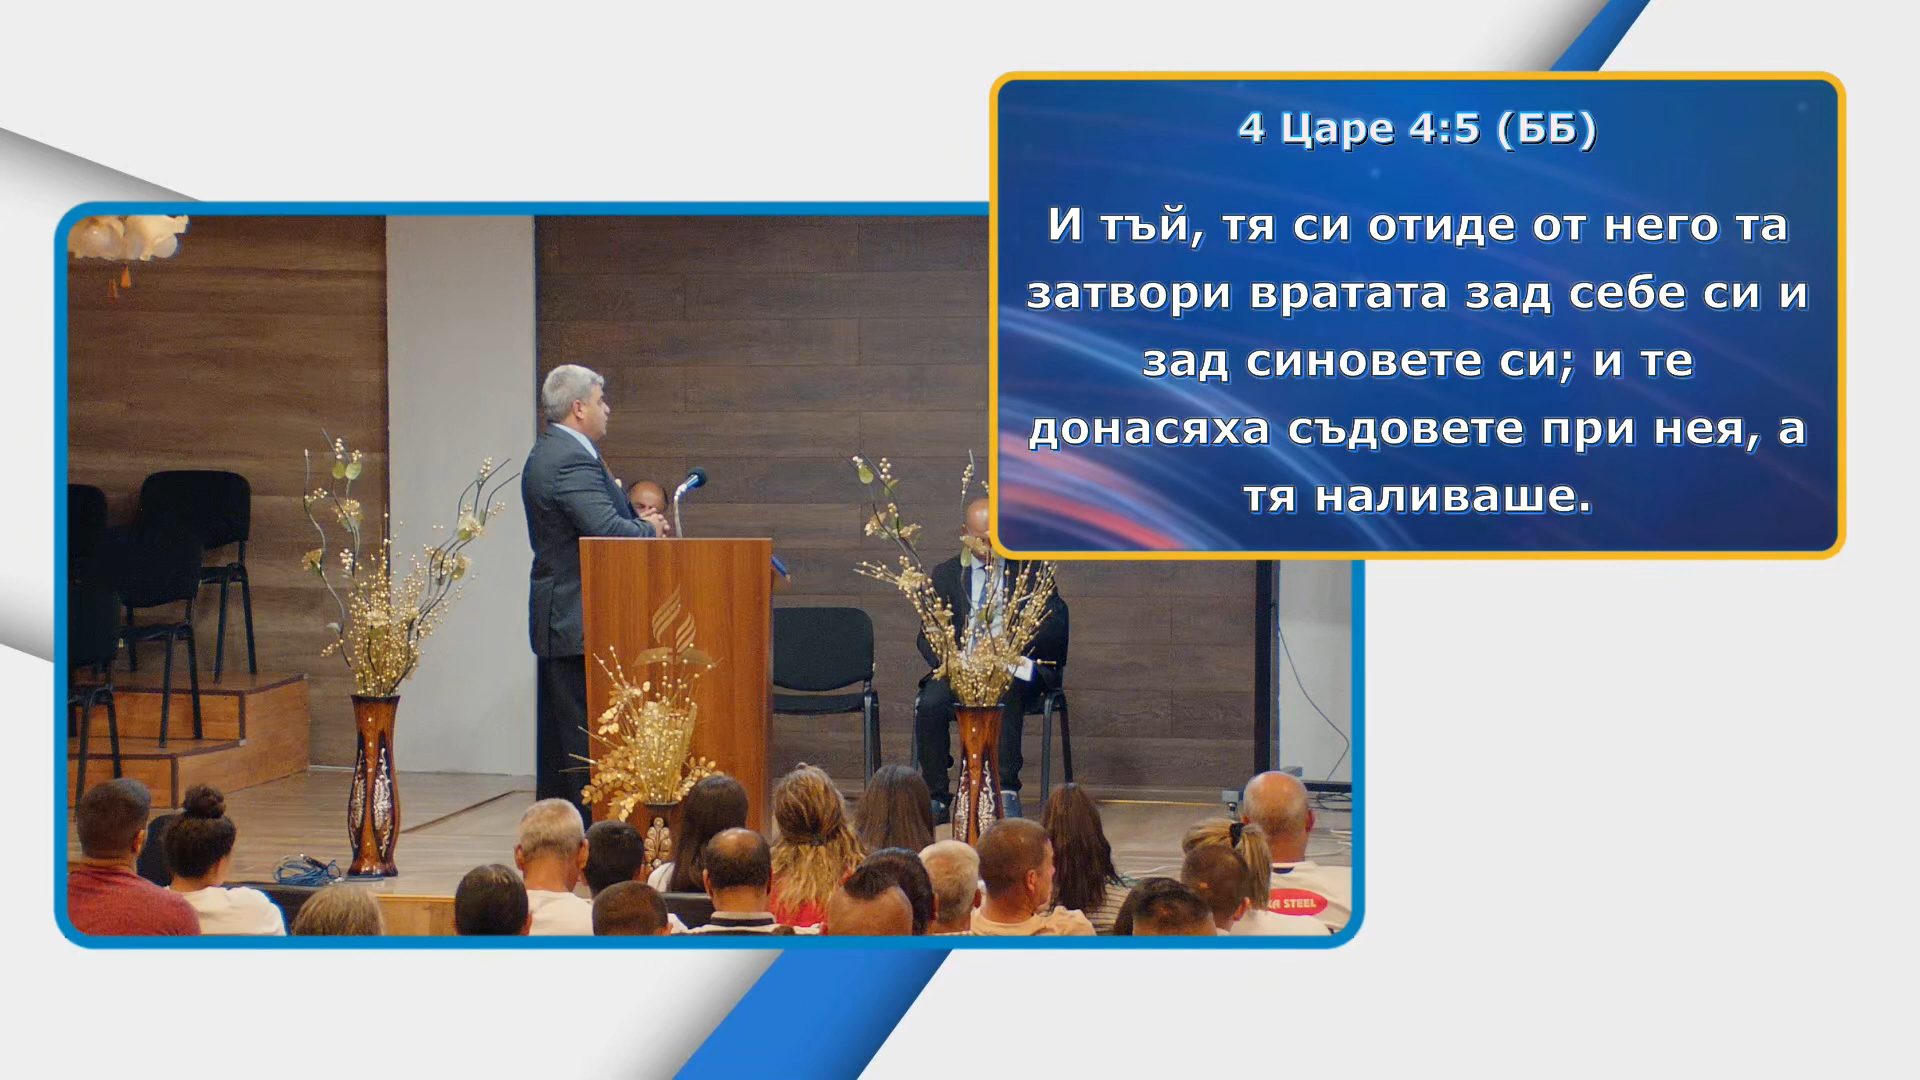 4 Царе 4:5 (ББ)
И тъй, тя си отиде от него та
затвори вратата зад себе си и
зад синовете си; и те
донасяха съдовете при нея, а
тя наливаше.
STEEL